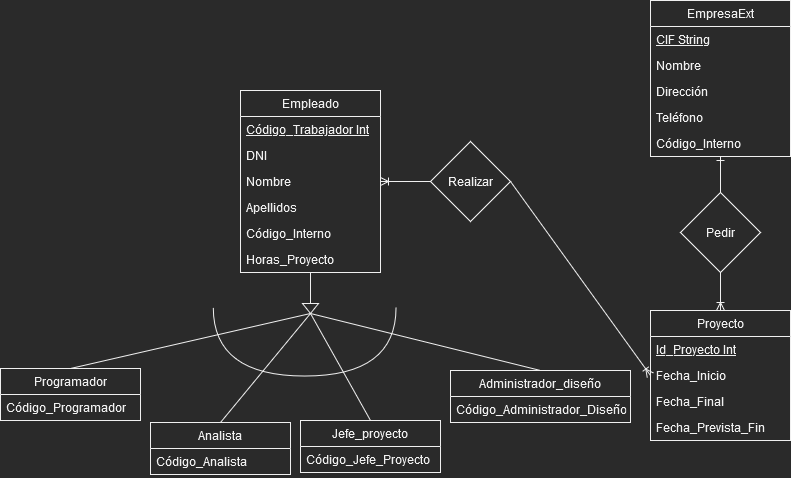 EmpresaExt
CIF String
Nombre
Dirección
Teléfono
Código_Interno
Empleado
Código_Trabajador Int
DNI
Nombre
Apellidos
Código_Interno
Horas_Proyecto
Realizar
Pedir
Proyecto
Id_Proyecto Int
Fecha_Inicio
Fecha_Final
Fecha_Prevista_Fin
Programador
Código_Programador
Analista
Código_Analista
Jefe_proyecto
Código_Jefe_Proyecto
Administrador_diseño
Código_Administrador_Diseño